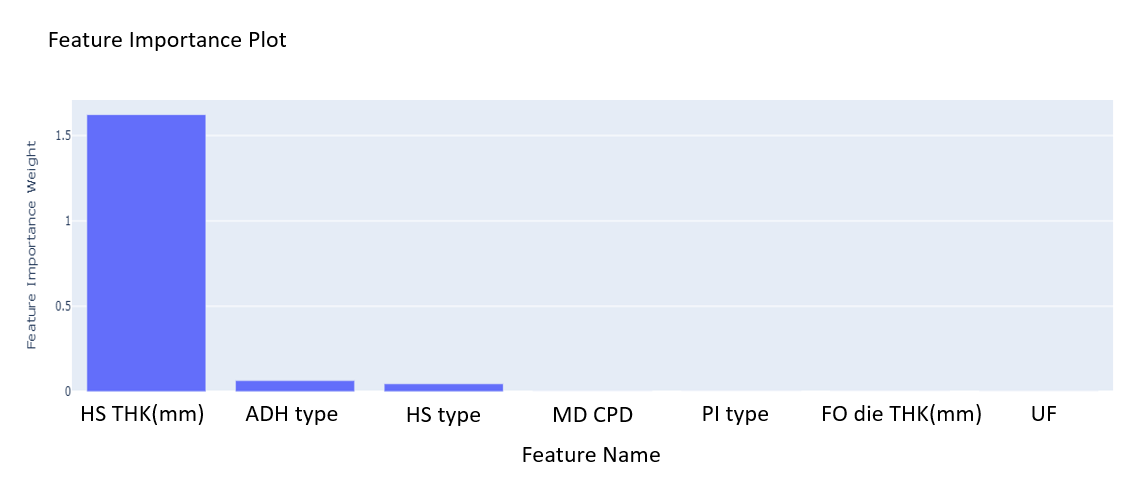 Feature Importance Plot
Feature Importance Weight
1.5
1
0.5
0
HS THK(mm) ADH type HS type MD CPD PI type FO die THK(mm) UF
Feature Name